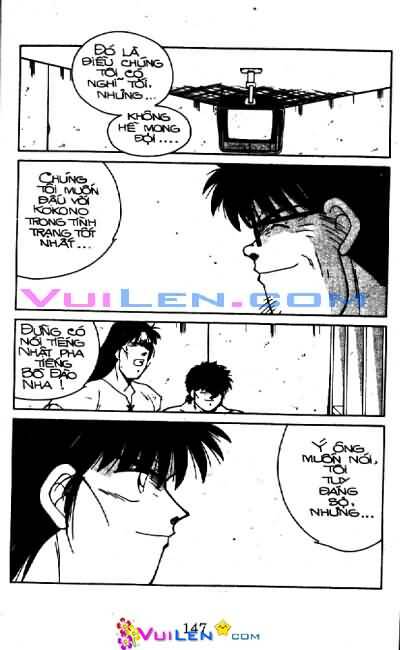 ĐÓ LÀ
ĐIỀU CHÚNG
TÔI CÓ
NGHĨ TỚI,
NHƯNG...
KHÔNG
HỀ MONG
ĐỢI....
CHÚNG
TÔI MUỐN
ĐẤU VỚI
KOKONO
TRONG TÌNH
TRẠNG TỐT
NHẤT...
VUILEN.COM
ĐỪNG CÓ
NÓI TIẾNG
NHẬT PHA
TIẾNG
BỒ ĐÀO
NHA !
Ý ÔNG
MUỐN NÓI,
TÔI
TUY
ĐÁNG
SỢ,
NHƯNG...
147
VUILEN.COM